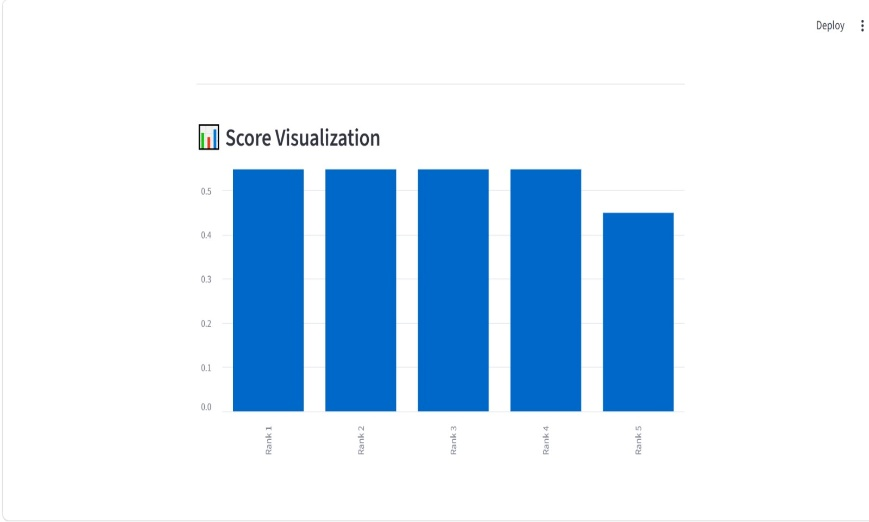 Deploy
Score Visualization
0.5
0.4
0.3
0.2
0.1
0.0
Rank 1
Rank 2
Rank 3
Rank 4
Rank 5